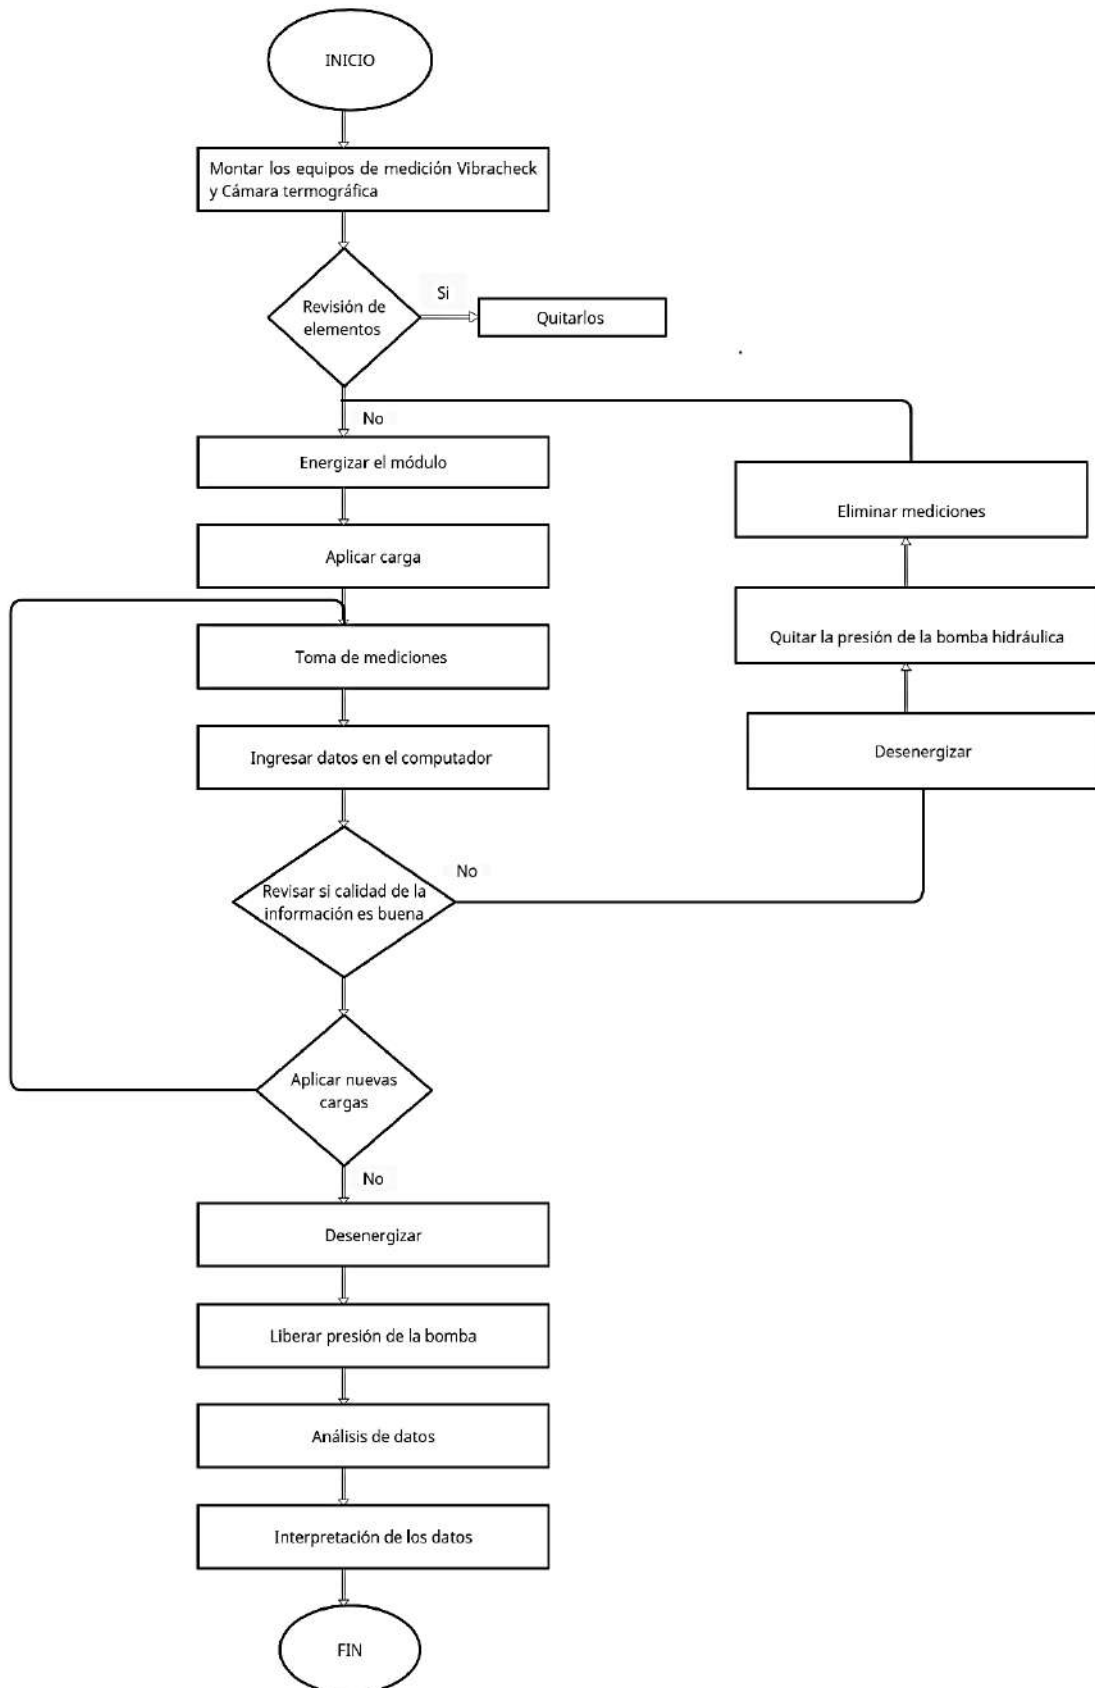 INICIO
Montar los equipos de medición Vibracheck
y Cámara termográfica
Revisión de
elementos
Si
Quitarlos
No
Energizar el módulo
Aplicar carga
Toma de mediciones
Ingresar datos en el computador
Revisar si calidad de la
información es buena
No
Desenergizar
Quitar la presión de la bomba hidráulica
Eliminar mediciones
Aplicar nuevas
cargas
No
Desenergizar
Liberar presión de la bomba
Análisis de datos
Interpretación de los datos
FIN